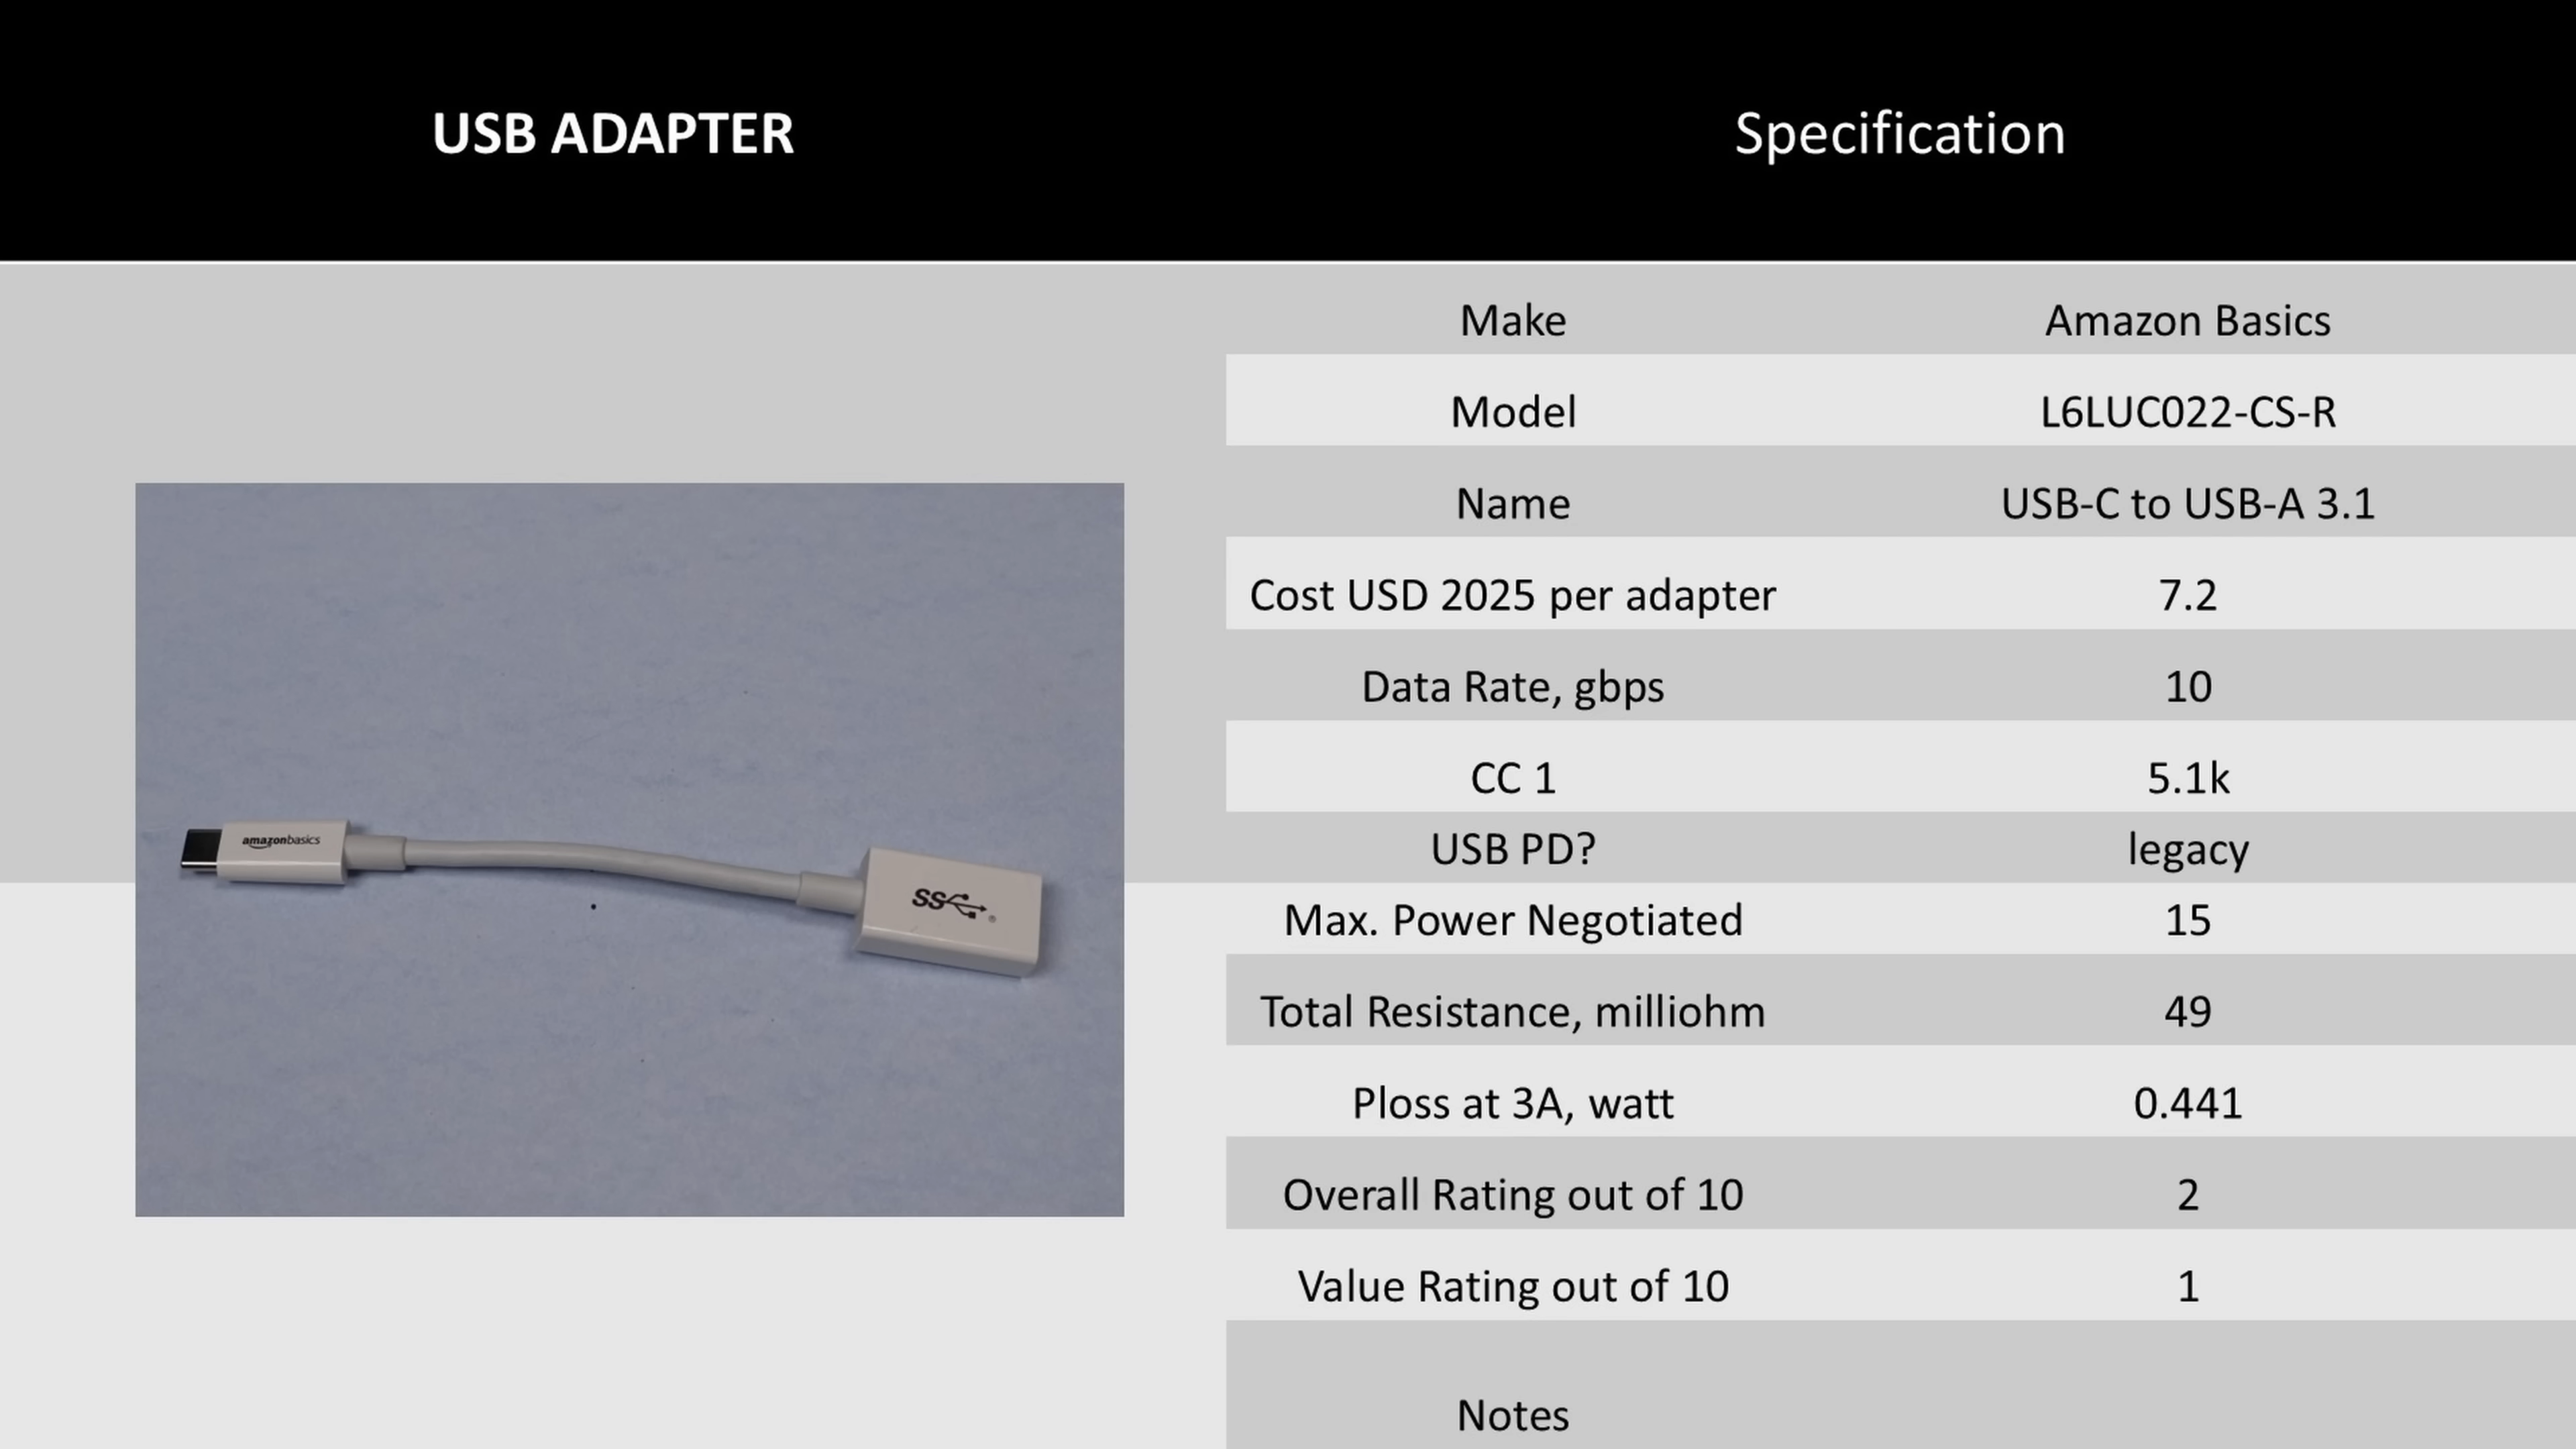 USB ADAPTER
Specification
Make Amazon Basics
Model L6LUC022-CS-R
Name USB-C to USB-A 3.1
Cost USD 2025 per adapter 7.2
Data Rate, gbps 10
CC 1 5.1k
USB PD? legacy
Max. Power Negotiated 15
Total Resistance, milliohm 49
Ploss at 3A, watt 0.441
Overall Rating out of 10 2
Value Rating out of 10 1
Notes
amazonbasics
SS